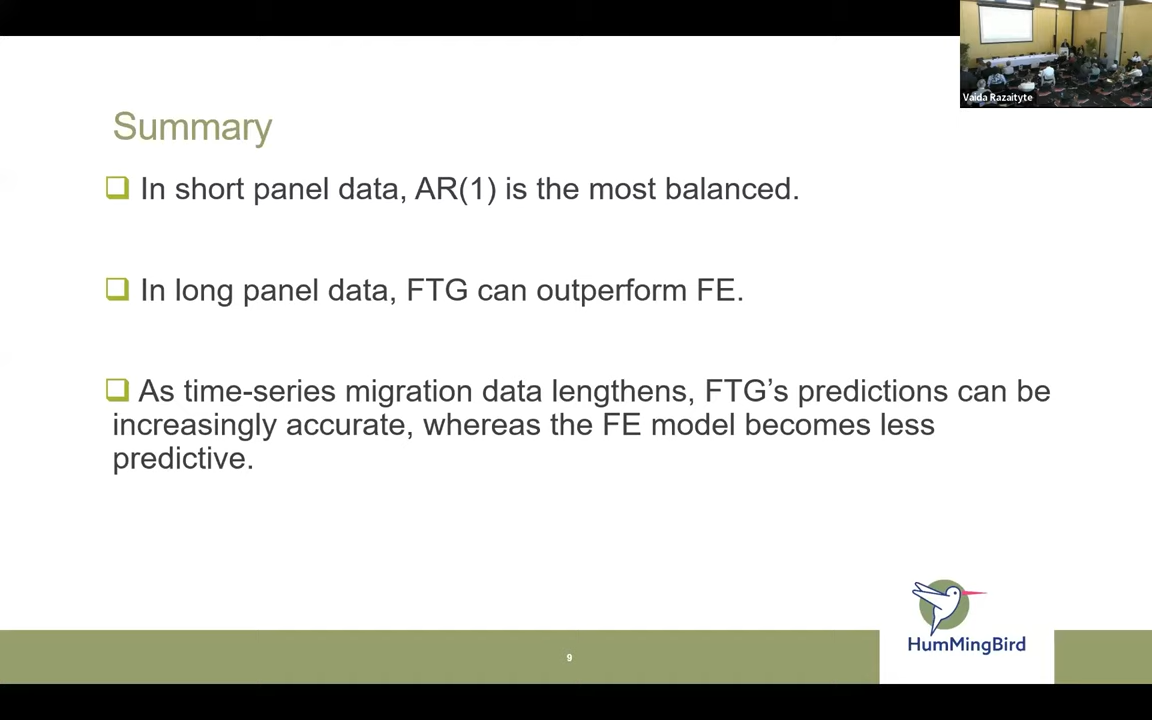 Vaida Razaityte
Summary
In short panel data, AR(1) is the most balanced.
In long panel data, FTG can outperform FE.
As time-series migration data lengthens, FTG’s predictions can be
increasingly accurate, whereas the FE model becomes less
predictive.
HumMingBird
9